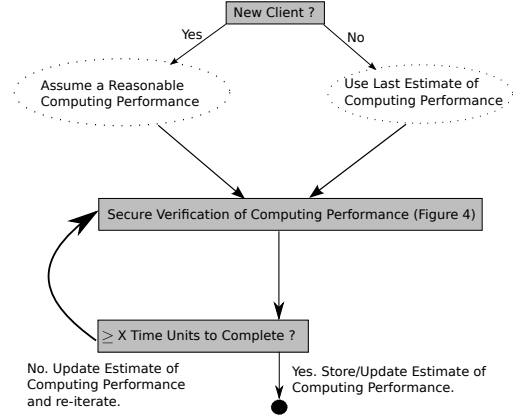 New Client ?
Yes
No
Assume a Reasonable
Computing Performance
Use Last Estimate of
Computing Performance
Secure Verification of Computing Performance (Figure 4)
≥ X Time Units to Complete ?
No. Update Estimate of
Computing Performance
and re-iterate.
Yes. Store/Update Estimate of
Computing Performance.